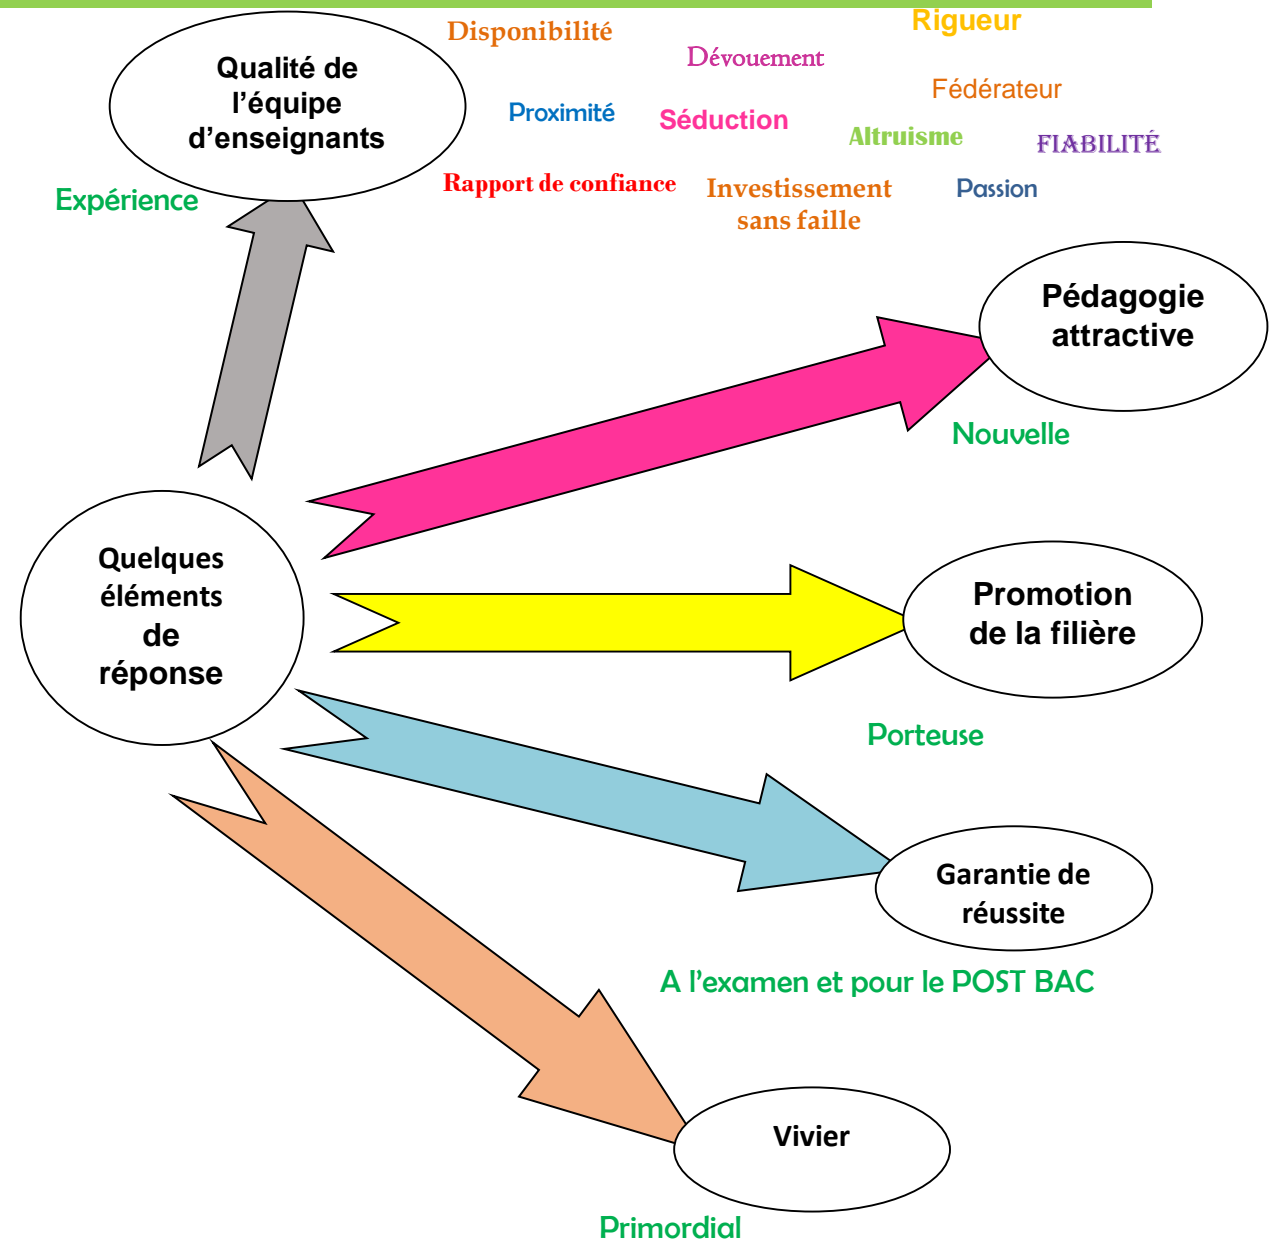 Qualité de
l'équipe
d'enseignants
Expérience
Disponibilité
Rigueur
Dévouement
Fédérateur
Proximité
Séduction
Altruisme
FIABILITÉ
Rapport de confiance
Investissement
sans faille
Passion
Pédagogie
attractive
Nouvelle
Quelques
éléments
de
réponse
Promotion
de la filière
Porteuse
Garantie de
réussite
A l'examen et pour le POST BAC
Vivier
Primordial